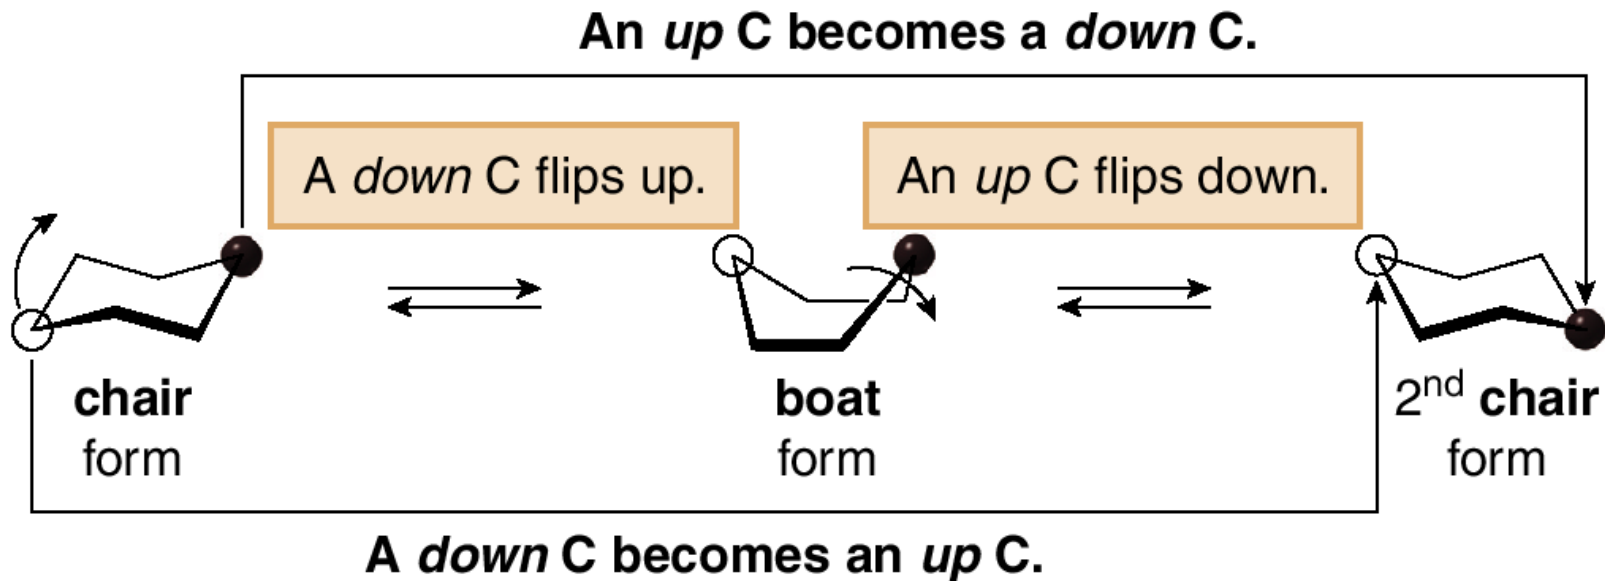 An up C becomes a down C.
A down C flips up.
An up C flips down.
chair
form
boat
form
2nd chair
form
A down C becomes an up C.